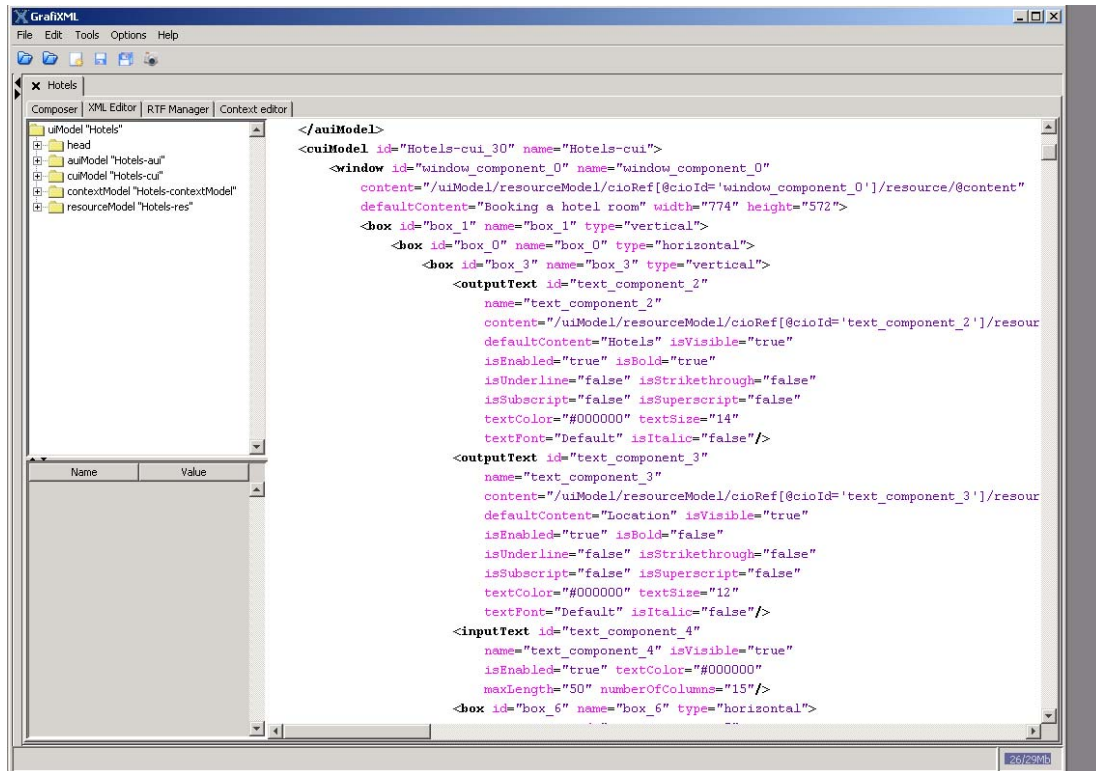 GrafiXML
File Edit Tools Options Help
Hotels
Composer XML Editor RTF Manager Context editor
uiModel "Hotels"
head
auiModel "Hotels-aui"
cuiModel "Hotels-cui"
contextModel "Hotels-contextModel"
resourceModel "Hotels-res"
Name Value
</auiModel>
<cuiModel id="Hotels-cui_30" name="Hotels-cui">
<window id="window_component_0" name="window_component_0"
content="/uiModel/resourceModel/cioRef[@cioId='window_component_0']/resource/@content"
defaultContent="Booking a hotel room" width="774" height="572">
<box id="box_1" name="box_1" type="vertical">
<box id="box_0" name="box_0" type="horizontal">
<box id="box_3" name="box_3" type="vertical">
<outputText id="text_component_2"
name="text_component_2"
content="/uiModel/resourceModel/cioRef[@cioId='text_component_2']/resour
defaultContent="Hotels" isVisible="true"
isEnabled="true" isBold="true"
isUnderline="false" isStrikethrough="false"
isSubscript="false" isSuperscript="false"
textColor="#000000" textSize="14"
textFont="Default" isItalic="false"/>
<outputText id="text_component_3"
name="text_component_3"
content="/uiModel/resourceModel/cioRef[@cioId='text_component_3']/resour
defaultContent="Location" isVisible="true"
isEnabled="true" isBold="false"
isUnderline="false" isStrikethrough="false"
isSubscript="false" isSuperscript="false"
textColor="#000000" textSize="12"
textFont="Default" isItalic="false"/>
<inputText id="text_component_4"
name="text_component_4" isVisible="true"
isEnabled="true" textColor="#000000"
maxLength="50" numberOfColumns="15"/>
<box id="box_6" name="box_6" type="horizontal">
26/29Mb